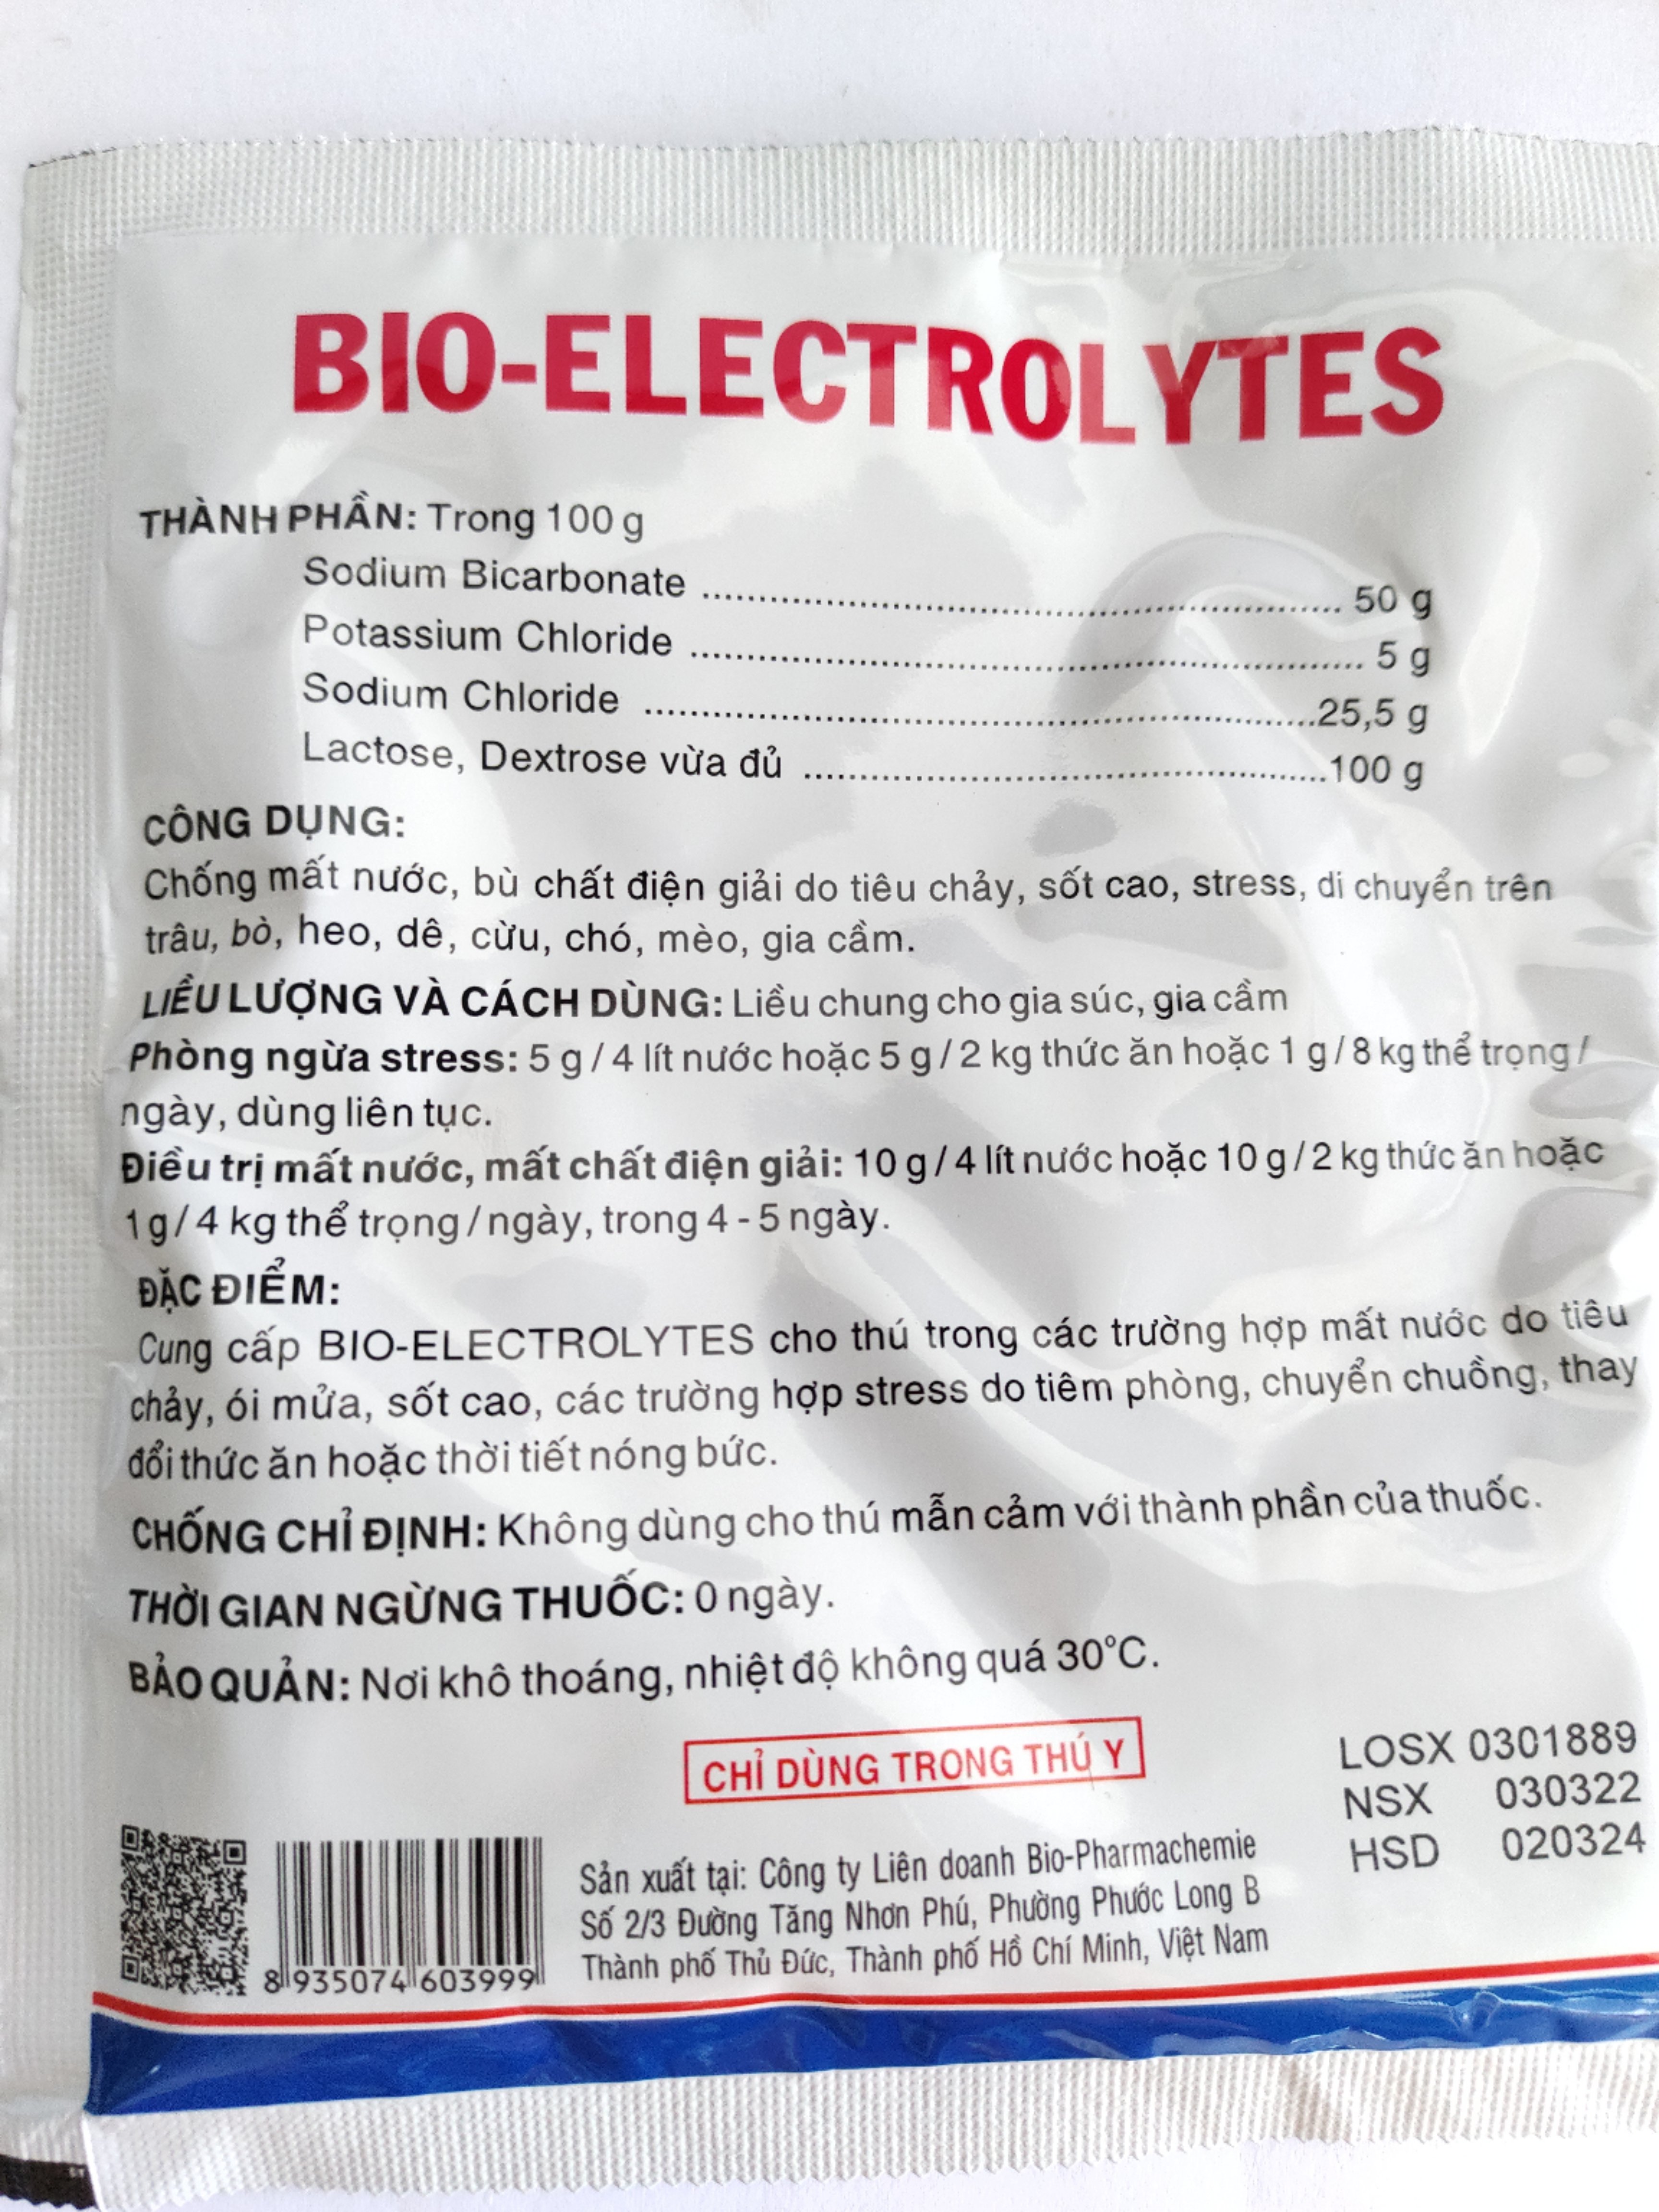 BIO-ELECTROLYTES
THÀNH PHẦN: Trong 100 g
Sodium Bicarbonate ........................ 50 g
Potassium Chloride ........................ 5 g
Sodium Chloride ........................25,5 g
Lactose, Dextrose vừa đủ ........................100 g
CÔNG DỤNG:
Chống mất nước, bù chất điện giải do tiêu chảy, sốt cao, stress, di chuyển trên
trâu, bò, heo, dê, cừu, chó, mèo, gia cầm.
LIỀU LƯỢNG VÀ CÁCH DÙNG: Liều chung cho gia súc, gia cầm
Phòng ngừa stress: 5 g / 4 lít nước hoặc 5 g / 2 kg thức ăn hoặc 1 g / 8 kg thể trọng /
ngày, dùng liên tục.
Điều trị mất nước, mất chất điện giải: 10 g / 4 lít nước hoặc 10 g / 2 kg thức ăn hoặc
1 g / 4 kg thể trọng / ngày, trong 4 - 5 ngày.
ĐẶC ĐIỂM:
Cung cấp BIO-ELECTROLYTES cho thú trong các trường hợp mất nước do tiêu
chảy, ói mửa, sốt cao, các trường hợp stress do tiêm phòng, chuyển chuồng, thay
đổi thức ăn hoặc thời tiết nóng bức.
CHỐNG CHỈ ĐỊNH: Không dùng cho thú mẫn cảm với thành phần của thuốc.
THỜI GIAN NGỪNG THUỐC: 0 ngày.
BẢO QUẢN: Nơi khô thoáng, nhiệt độ không quá 30°C.
CHỈ DÙNG TRONG THÚ Y
LOSX 0301889
NSX 030322
HSD 020324
Sản xuất tại: Công ty Liên doanh Bio-Pharmachemie
Số 2/3 Đường Tăng Nhơn Phú, Phường Phước Long B
Thành phố Thủ Đức, Thành phố Hồ Chí Minh, Việt Nam
8 935074 603999